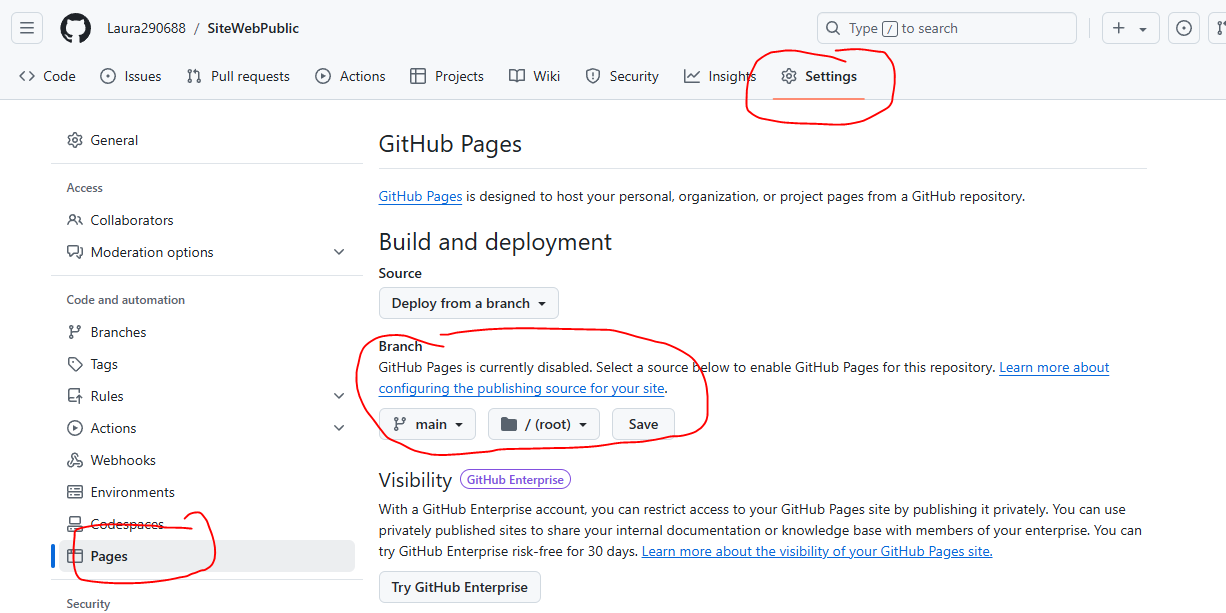 Laura290688 / SiteWebPublic
Type / to search
Code Issues Pull requests Actions Projects Wiki Security Insights Settings
General
Access
Collaborators
Moderation options
Code and automation
Branches
Tags
Rules
Actions
Webhooks
Environments
Codespaces
Pages
Security
GitHub Pages
GitHub Pages is designed to host your personal, organization, or project pages from a GitHub repository.
Build and deployment
Source
Deploy from a branch
Branch
GitHub Pages is currently disabled. Select a source below to enable GitHub Pages for this repository. Learn more about
configuring the publishing source for your site.
main / (root) Save
Visibility GitHub Enterprise
With a GitHub Enterprise account, you can restrict access to your GitHub Pages site by publishing it privately. You can use
privately published sites to share your internal documentation or knowledge base with members of your enterprise. You can
try GitHub Enterprise risk-free for 30 days. Learn more about the visibility of your GitHub Pages site.
Try GitHub Enterprise